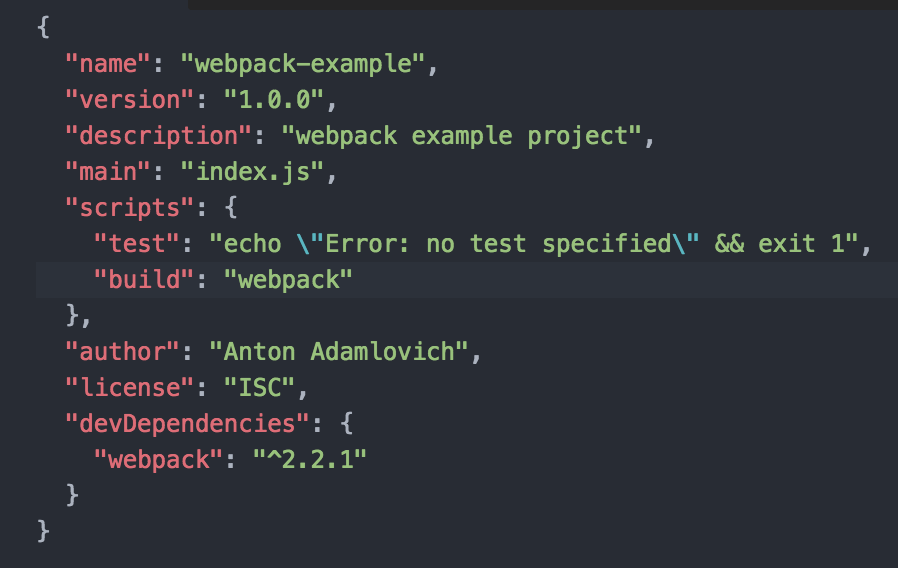 {
  "name": "webpack-example",
  "version": "1.0.0",
  "description": "webpack example project",
  "main": "index.js",
  "scripts": {
    "test": "echo \"Error: no test specified\" && exit 1",
    "build": "webpack"
  },
  "author": "Anton Adamlovich",
  "license": "ISC",
  "devDependencies": {
    "webpack": "^2.2.1"
  }
}